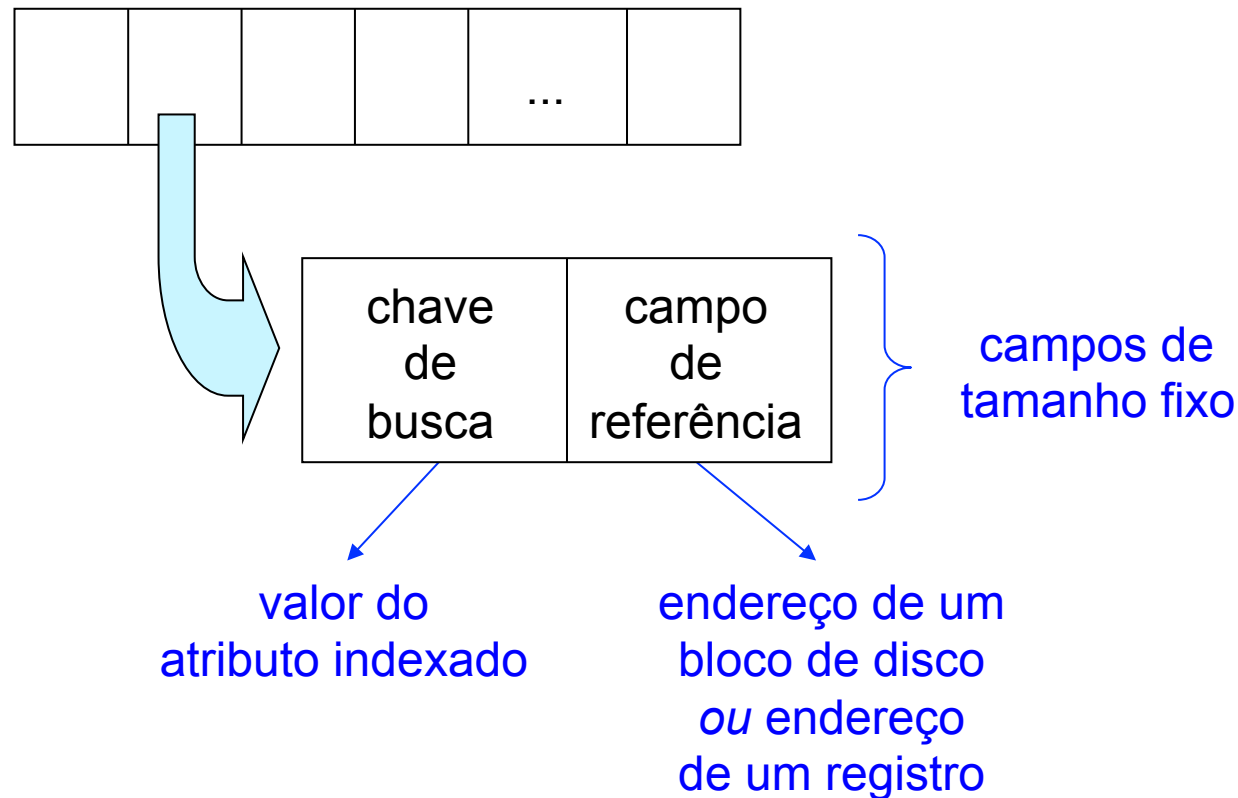 ...
chave
de
busca
campo
de
referência
campos de
tamanho fixo
valor do
atributo indexado
endereço de um
bloco de disco
ou endereço
de um registro